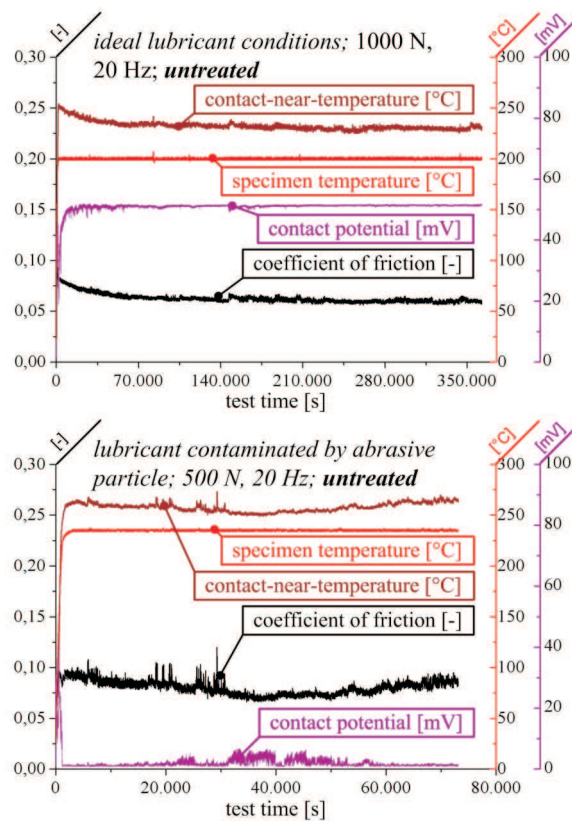 [-]
[°C]
[mV]
ideal lubricant conditions; 1000 N,
20 Hz; untreated
0,30
300
100
contact-near-temperature [°C]
0,25
250
80
0,20
200
specimen temperature [°C]
60
0,15
150
contact potential [mV]
40
0,10
coefficient of friction [-]
100
0,05
50
20
0,00
0
0
0
70.000
140.000
210.000
280.000
350.000
test time [s]
[-]
[°C]
[mV]
lubricant contaminated by abrasive
particle; 500 N, 20 Hz; untreated
0,30
300
100
0,25
250
80
specimen temperature [°C]
0,20
200
60
contact-near-temperature [°C]
0,15
150
coefficient of friction [-]
40
0,10
100
0,05
50
20
contact potential [mV]
0,00
0
0
0
20.000
40.000
60.000
80.000
test time [s]